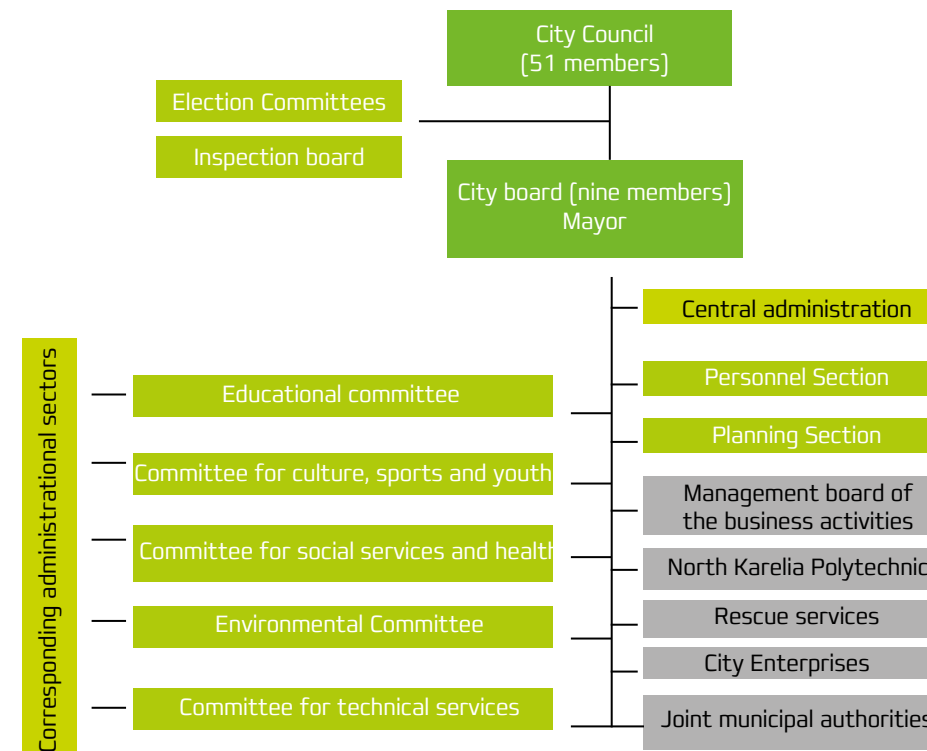 City Council
(51 members)
Election Committees
Inspection board
City board (nine members)
Mayor
Central administration
Personnel Section
Planning Section
Management board of
the business activities
North Karelia Polytechnic
Rescue services
City Enterprises
Joint municipal authorities
Corresponding administrational sectors
Educational committee
Committee for culture, sports and youth
Committee for social services and health
Environmental Committee
Committee for technical services